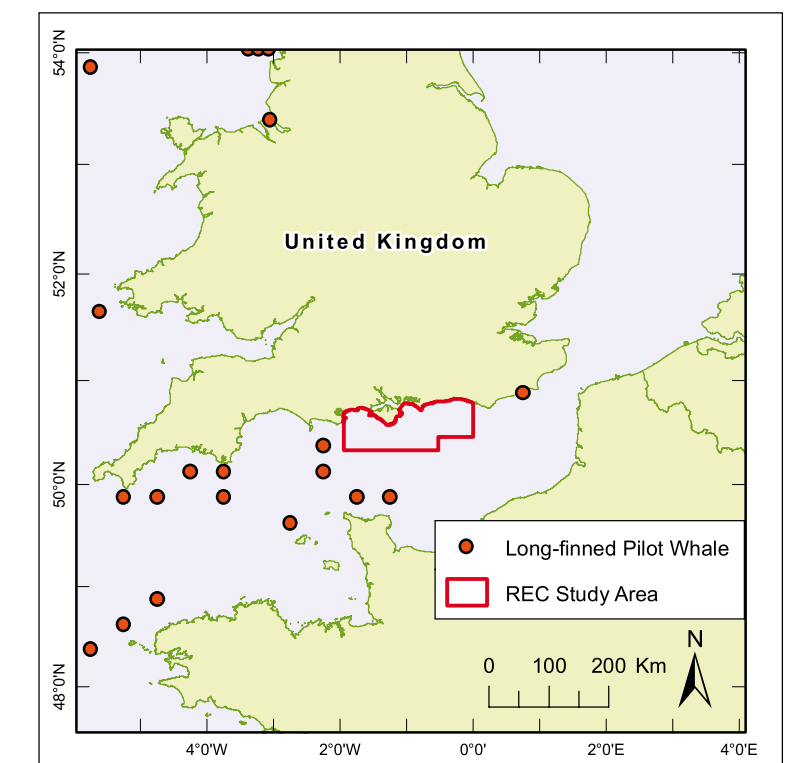 54°0'N
52°0'N
50°0'N
48°0'N
United Kingdom
Long-finned Pilot Whale
REC Study Area
0 100 200 Km
N
4°0'W 2°0'W 0°0' 2°0'E 4°0'E